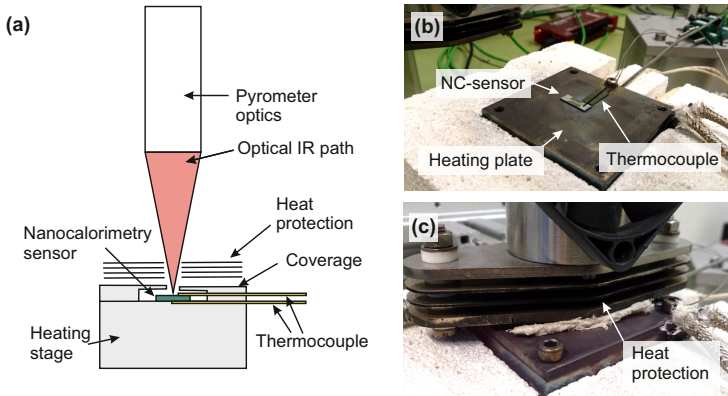 (a)
Pyrometer
optics
Optical IR path
Heat
protection
Nanocalorimetry
sensor
Coverage
Thermocouple
Heating
stage
(b)
NC-sensor
Heating plate
Thermocouple
(c)
Heat
protection